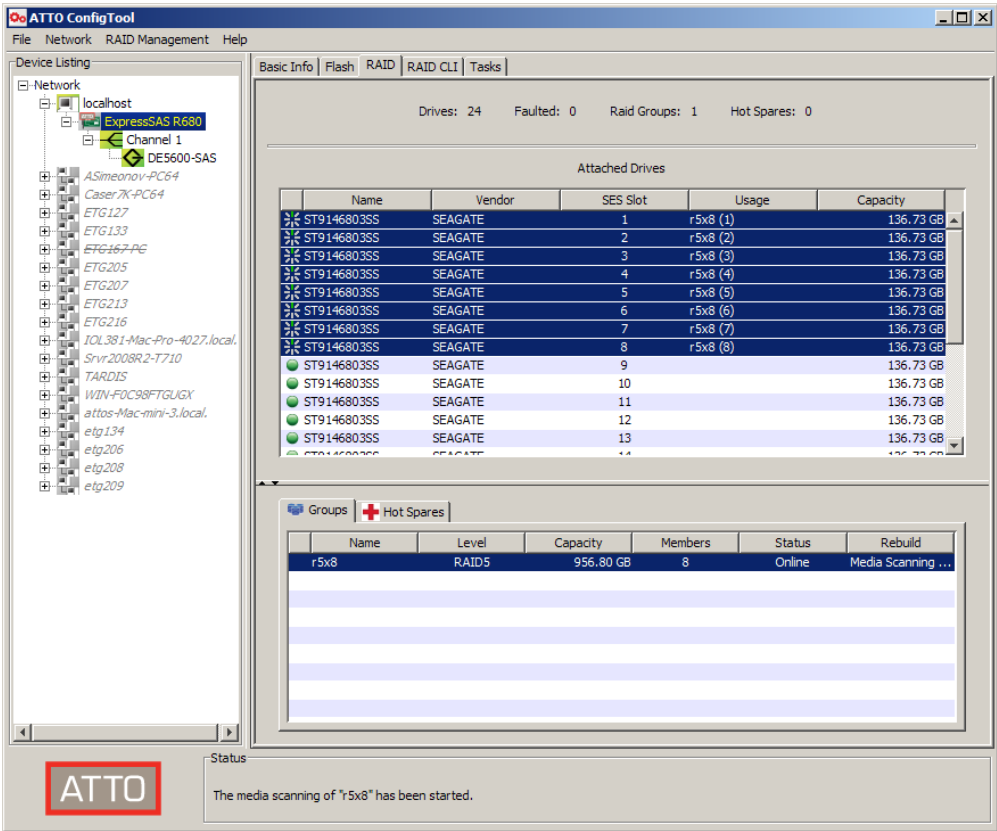 ATTO ConfigTool
File Network RAID Management Help
Device Listing
Network
localhost
ExpressSAS R680
Channel 1
DE5600-SAS
ASimeonov-PC64
Caser7K-PC64
ETG127
ETG133
ETG167-PC
ETG205
ETG207
ETG213
ETG216
IOL381-Mac-Pro-4027.local.
Srvr2008R2-T710
TARDIS
WIN-F0C98FTGUGX
attos-Mac-mini-3.local.
etg134
etg206
etg208
etg209
Basic Info Flash RAID RAID CLI Tasks
Drives: 24 Faulted: 0 Raid Groups: 1 Hot Spares: 0
Attached Drives
Name Vendor SES Slot Usage Capacity
ST9146803SS SEAGATE 1 r5x8 (1) 136.73 GB
ST9146803SS SEAGATE 2 r5x8 (2) 136.73 GB
ST9146803SS SEAGATE 3 r5x8 (3) 136.73 GB
ST9146803SS SEAGATE 4 r5x8 (4) 136.73 GB
ST9146803SS SEAGATE 5 r5x8 (5) 136.73 GB
ST9146803SS SEAGATE 6 r5x8 (6) 136.73 GB
ST9146803SS SEAGATE 7 r5x8 (7) 136.73 GB
ST9146803SS SEAGATE 8 r5x8 (8) 136.73 GB
ST9146803SS SEAGATE 9 136.73 GB
ST9146803SS SEAGATE 10 136.73 GB
ST9146803SS SEAGATE 11 136.73 GB
ST9146803SS SEAGATE 12 136.73 GB
ST9146803SS SEAGATE 13 136.73 GB
ST9146803SS SEAGATE 14 136.73 GB
Groups Hot Spares
Name Level Capacity Members Status Rebuild
r5x8 RAID5 956.80 GB 8 Online Media Scanning ...
ATTO
Status
The media scanning of "r5x8" has been started.